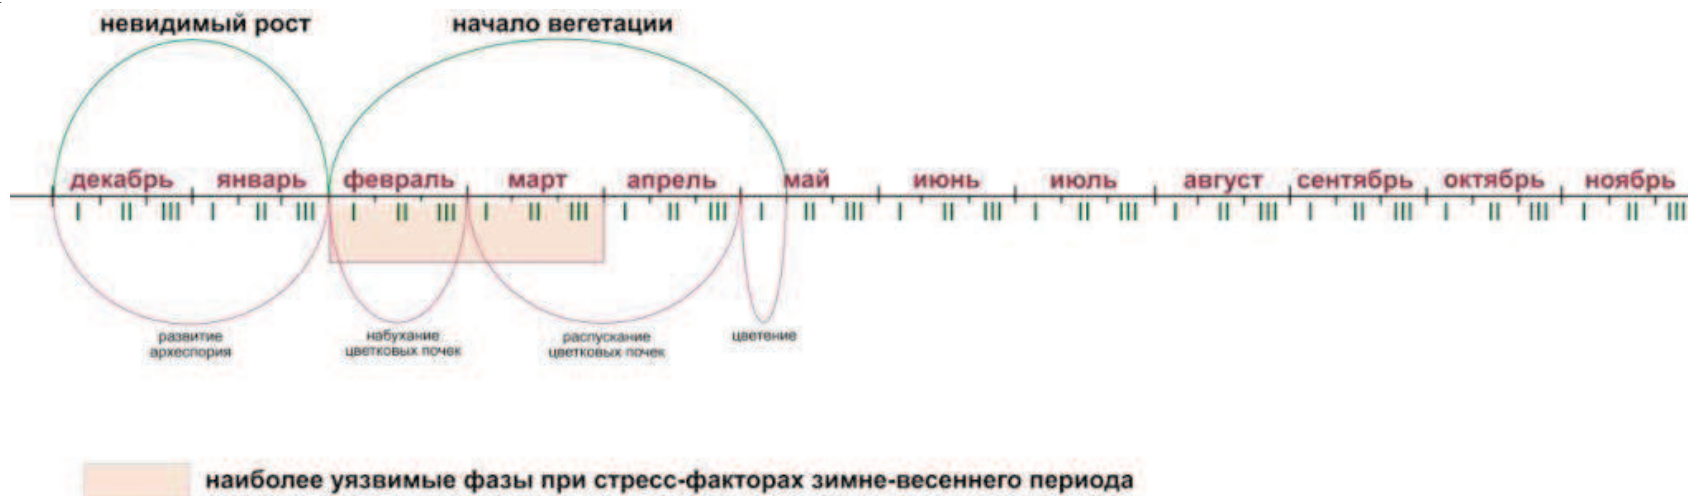 невидимый рост начало вегетации
декабрь январь февраль март апрель май июнь июль август сентябрь октябрь ноябрь
I II III I II III I II III I II III I II III I II III I II III I II III I II III I II III I II III I II III
развитие набухание распускание цветение
археспория цветковых почек цветковых почек
наиболее уязвимые фазы при стресс-факторах зимне-весеннего периода